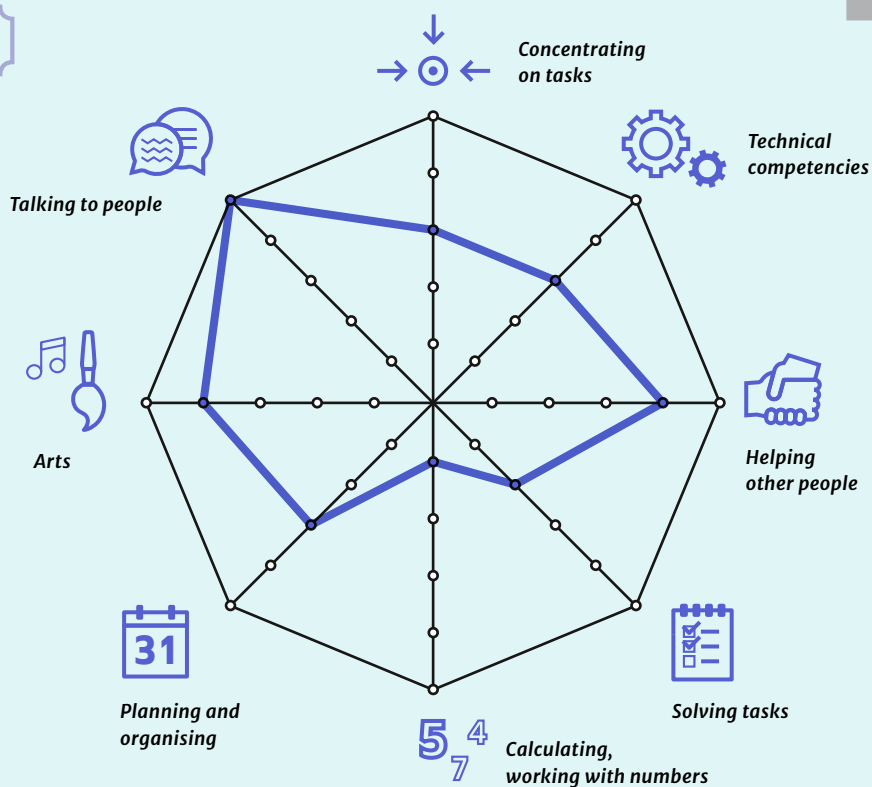 Concentrating
on tasks
Technical
competencies
Talking to people
Arts
Helping
other people
31
Planning and
organising
Solving tasks
5 4
7
Calculating,
working with numbers